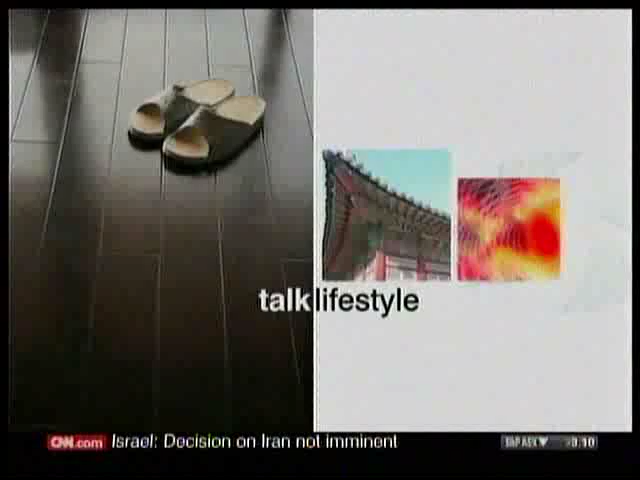 talklifestyle
CNN.com Israel: Decision on Iran not imminent